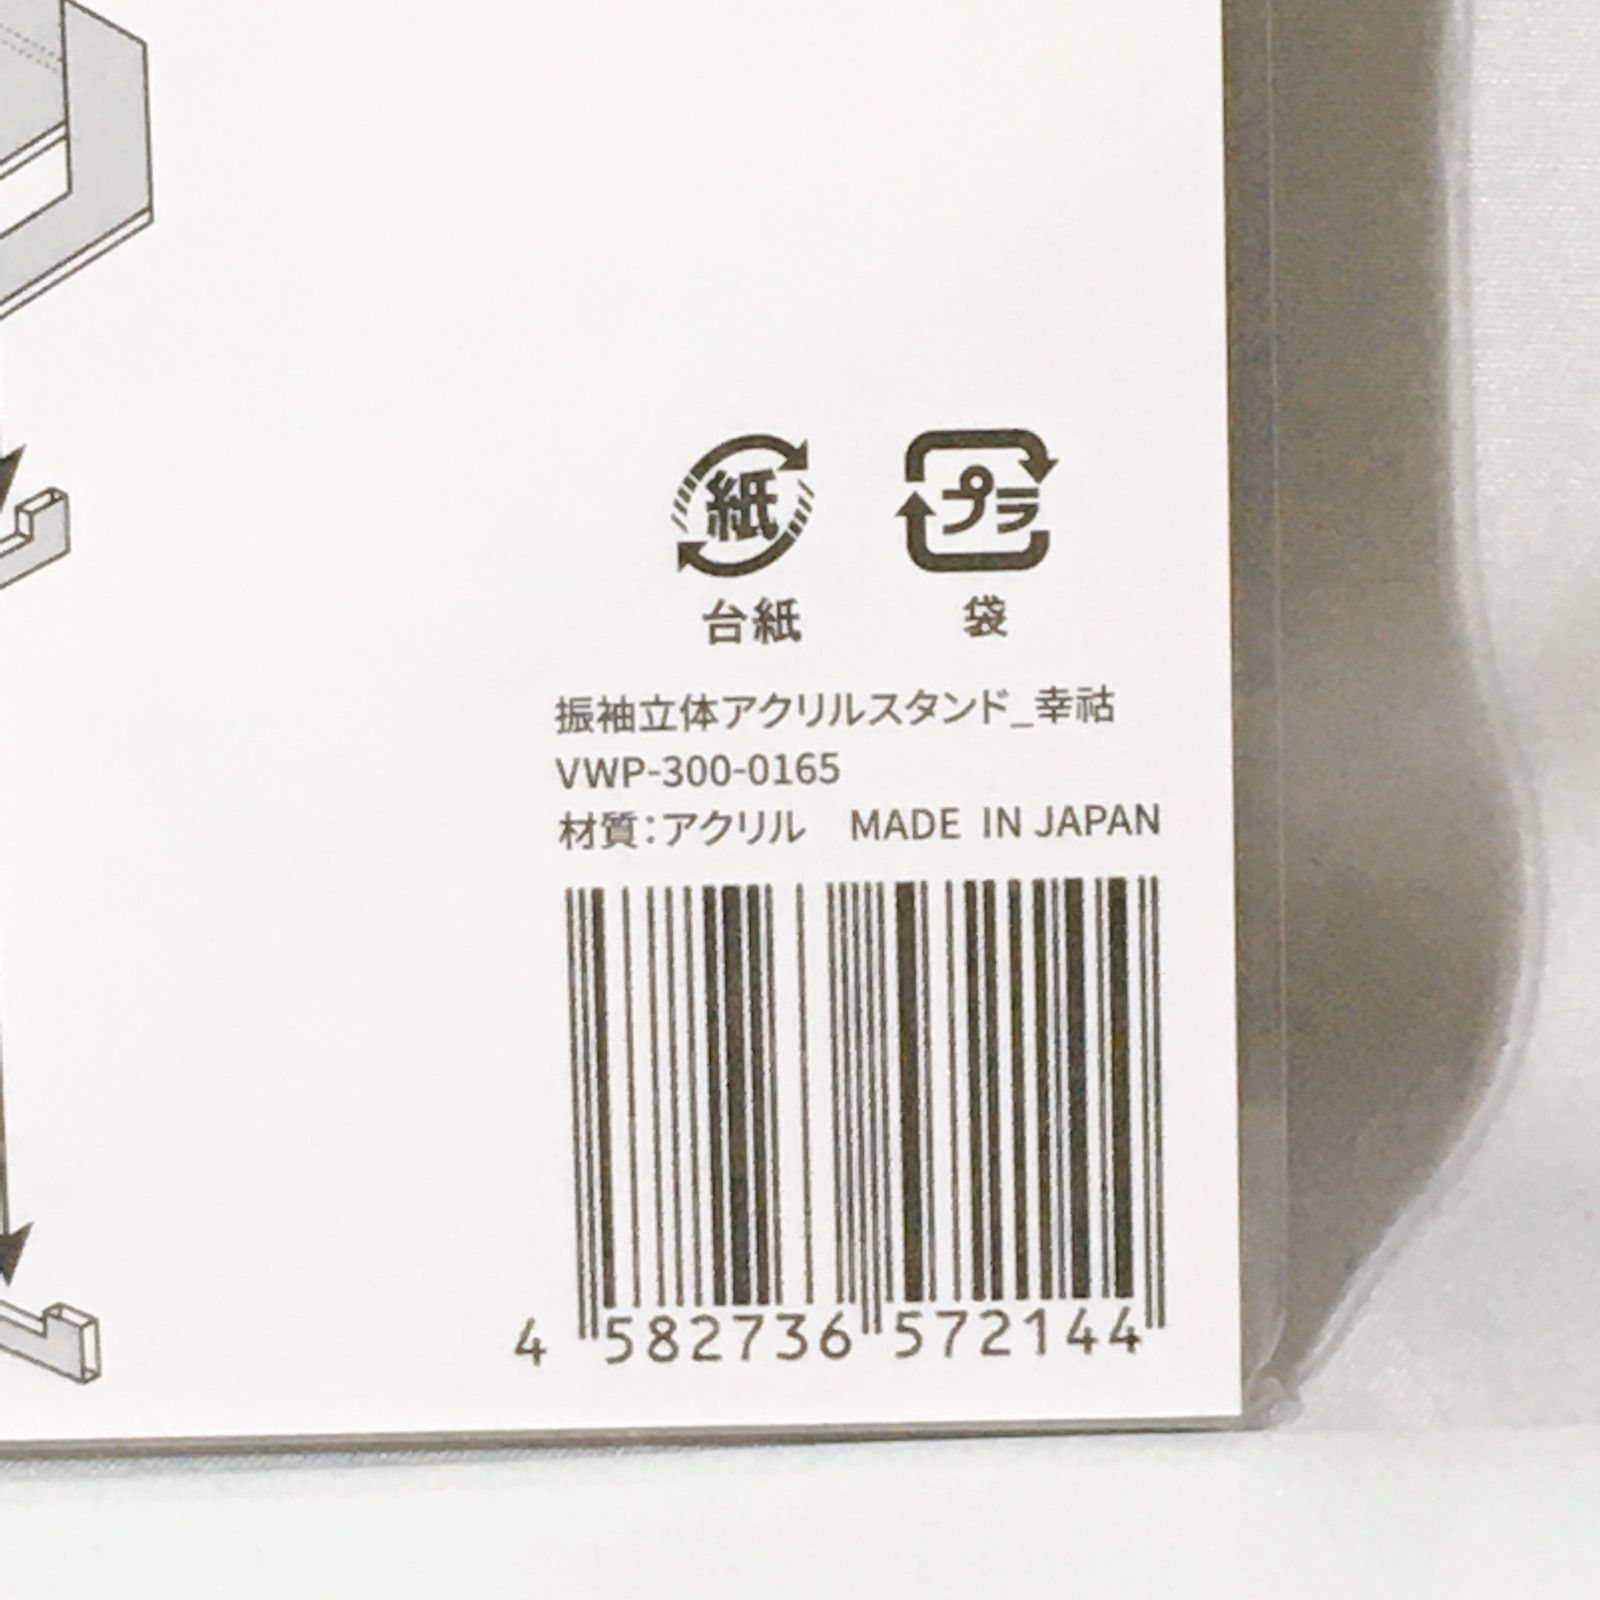 紙 プラ
台紙 袋
振袖立体アクリルスタンド_幸祜
VWP-300-0165
材質：アクリル MADE IN JAPAN
4 582736 572144